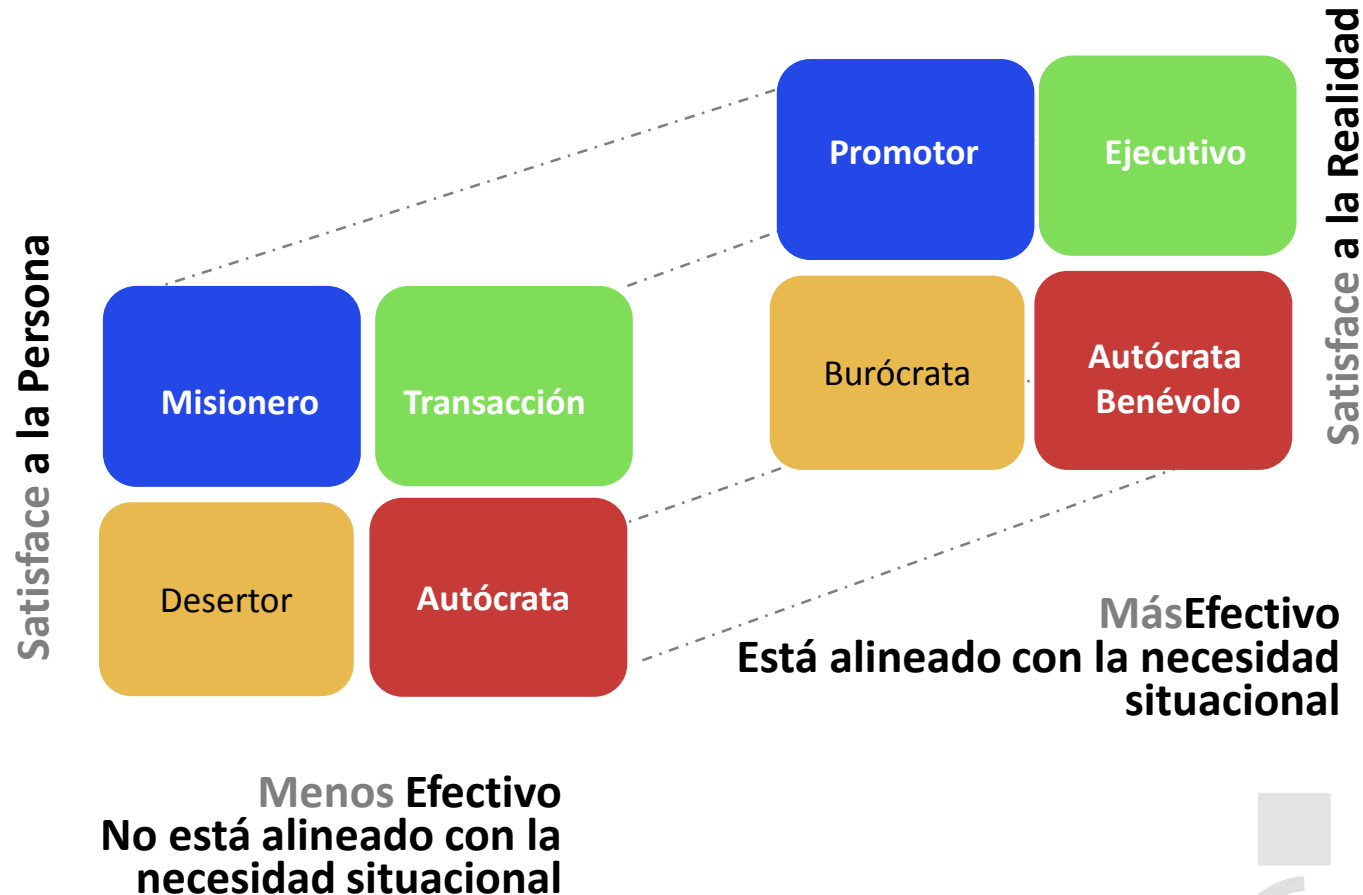 Satisface a la Persona
Misionero
Transacción
Desertor
Autócrata
Menos Efectivo
No está alineado con la
necesidad situacional
Promotor
Ejecutivo
Burócrata
Autócrata
Benévolo
Satisface a la Realidad
MásEfectivo
Está alineado con la necesidad
situacional